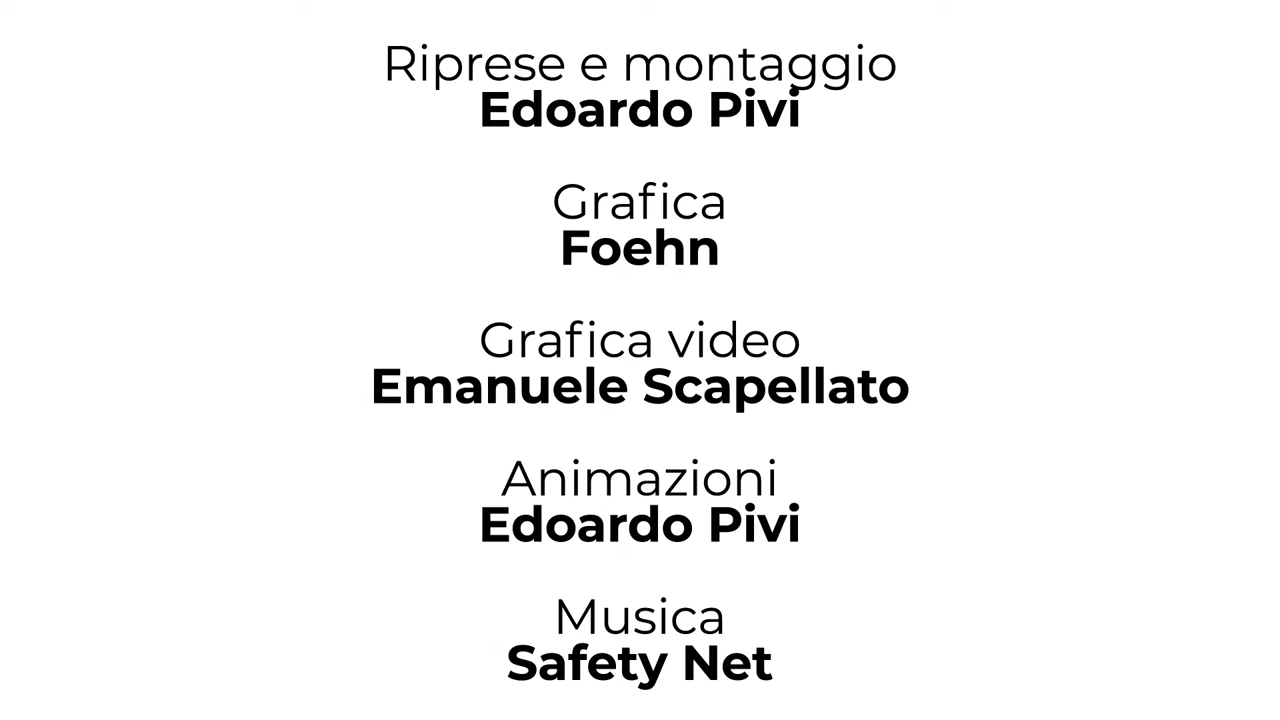 Riprese e montaggio
Edoardo Pivi
Grafica
Foehn
Grafica video
Emanuele Scapellato
Animazioni
Edoardo Pivi
Musica
Safety Net